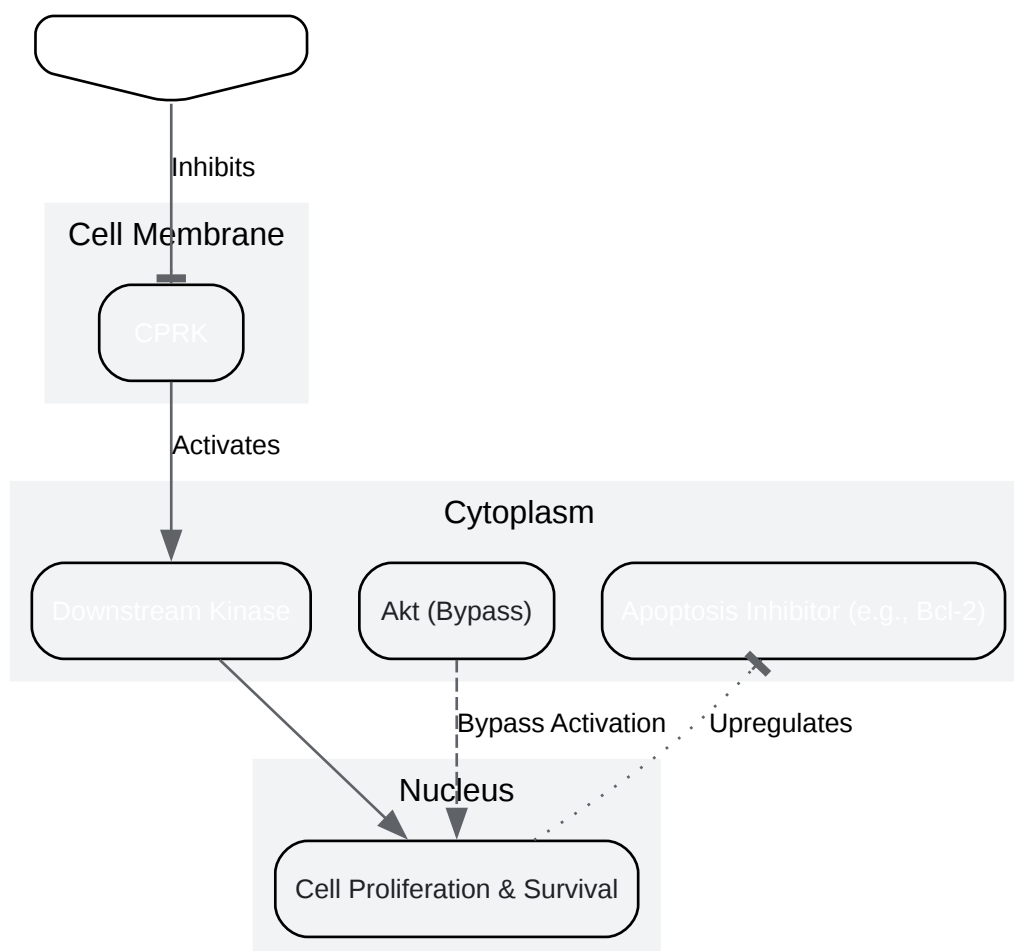 Inhibits
Cell Membrane
CPRK
Activates
Cytoplasm
Downstream Kinase
Akt (Bypass)
Apoptosis Inhibitor (e.g., Bcl-2)
Bypass Activation
Upregulates
Nucleus
Cell Proliferation & Survival